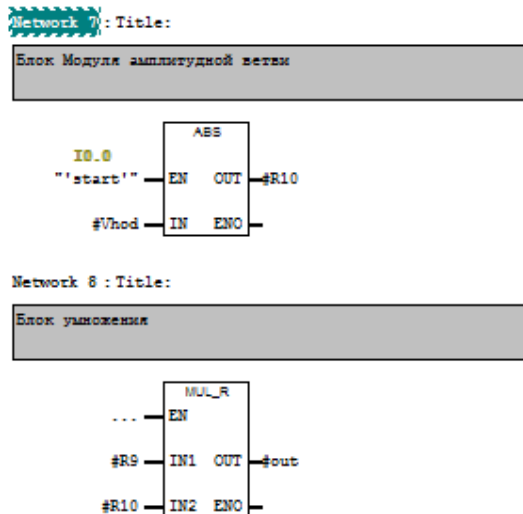 Network 7: Title:
Блок Модуля амплитудной ветви
ABS
I0.0
"'start'" EN OUT #R10
#Vhod IN ENO
Network 8 : Title:
Блок умножения
MUL_R
... EN
#R9 IN1 OUT #out
#R10 IN2 ENO